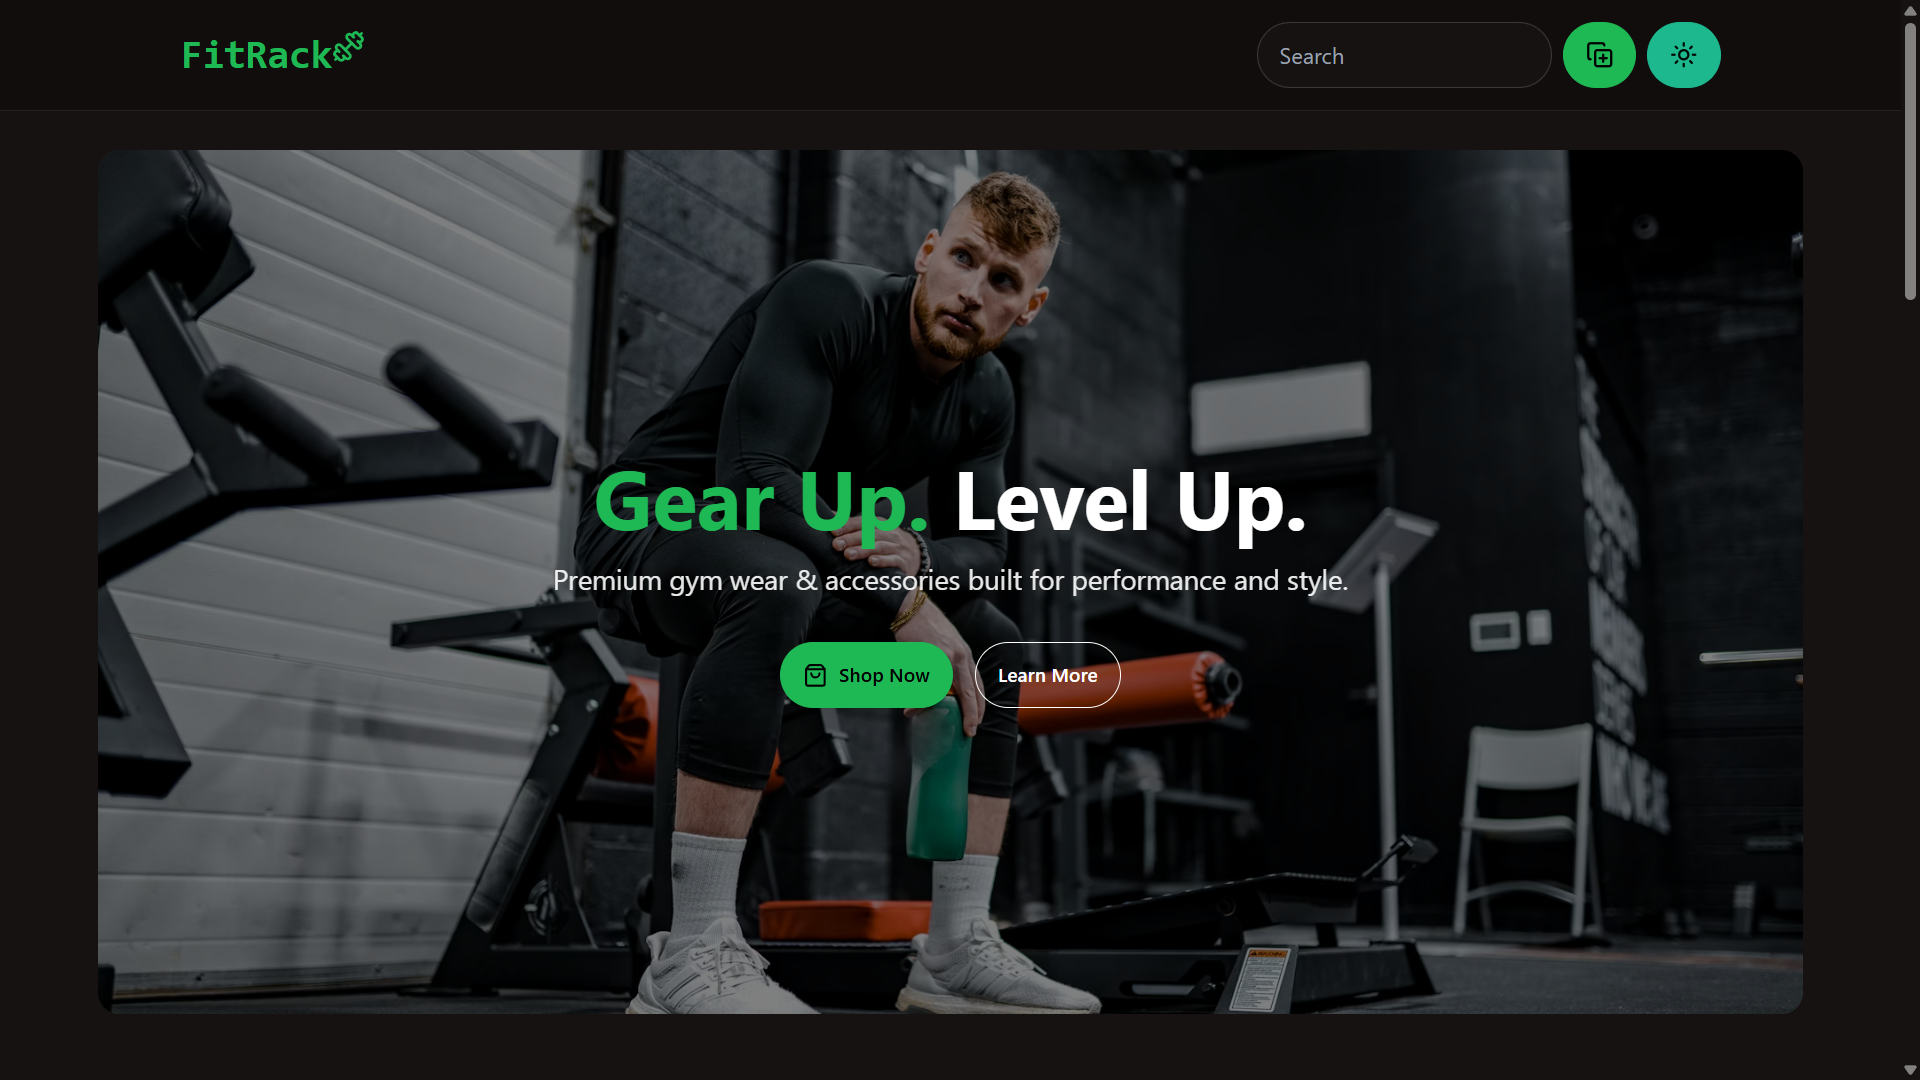 FitRack
Search
Gear Up. Level Up.
Premium gym wear & accessories built for performance and style.
Shop Now
Learn More